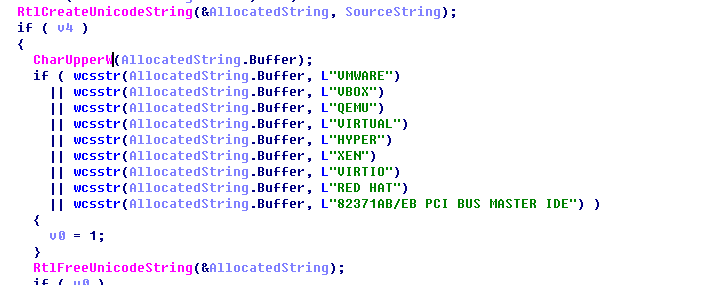 RtlCreateUnicodeString(&AllocatedString, SourceString);
if ( v4 )
{
CharUpperW(AllocatedString.Buffer);
if ( wcsstr(AllocatedString.Buffer, L"VMWARE")
|| wcsstr(AllocatedString.Buffer, L"VBOX")
|| wcsstr(AllocatedString.Buffer, L"QEMU")
|| wcsstr(AllocatedString.Buffer, L"VIRTUAL")
|| wcsstr(AllocatedString.Buffer, L"HYPER")
|| wcsstr(AllocatedString.Buffer, L"XEN")
|| wcsstr(AllocatedString.Buffer, L"VIRTIO")
|| wcsstr(AllocatedString.Buffer, L"RED HAT")
|| wcsstr(AllocatedString.Buffer, L"82371AB/EB PCI BUS MASTER IDE") )
{
v0 = 1;
}
RtlFreeUnicodeString(&AllocatedString);
if ( v0 )